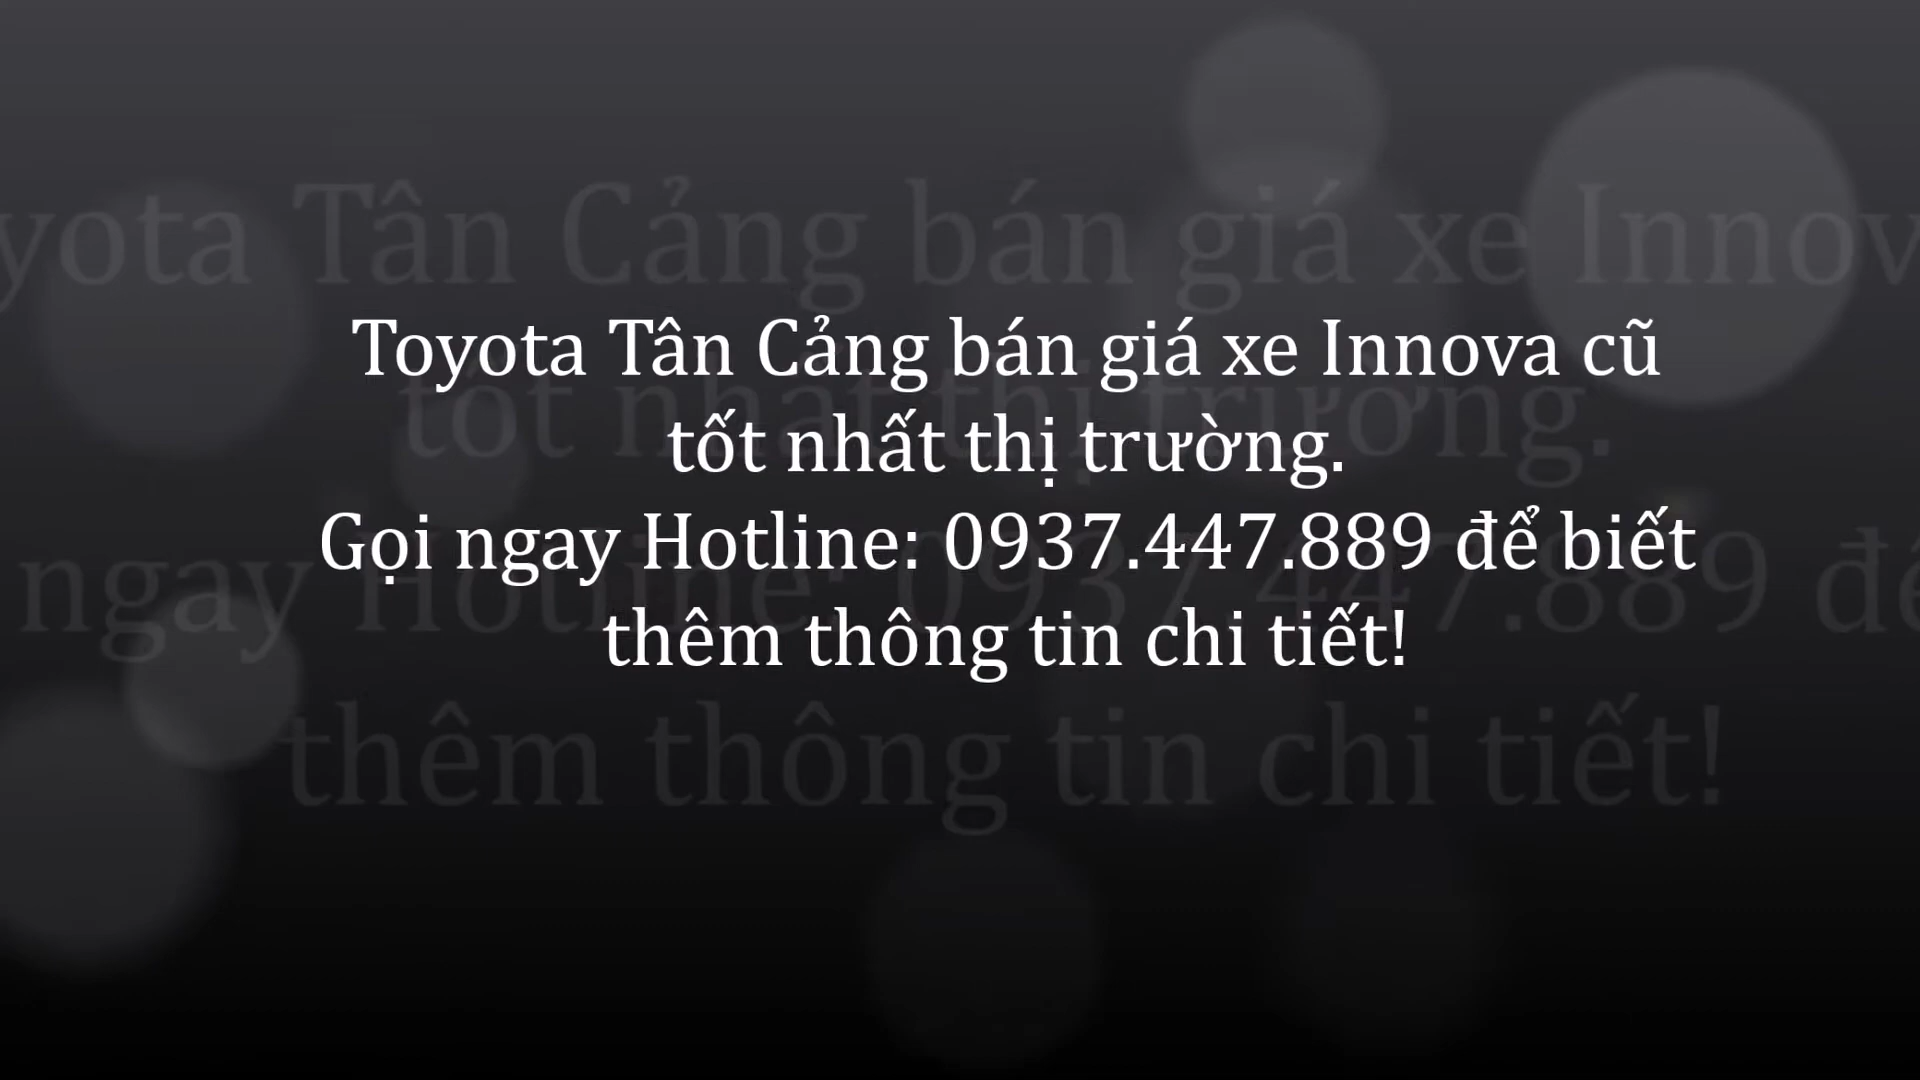 Toyota Tân Cảng bán giá xe Innova cũ
tốt nhất thị trường.
Gọi ngay Hotline: 0937.447.889 để biết
thêm thông tin chi tiết!